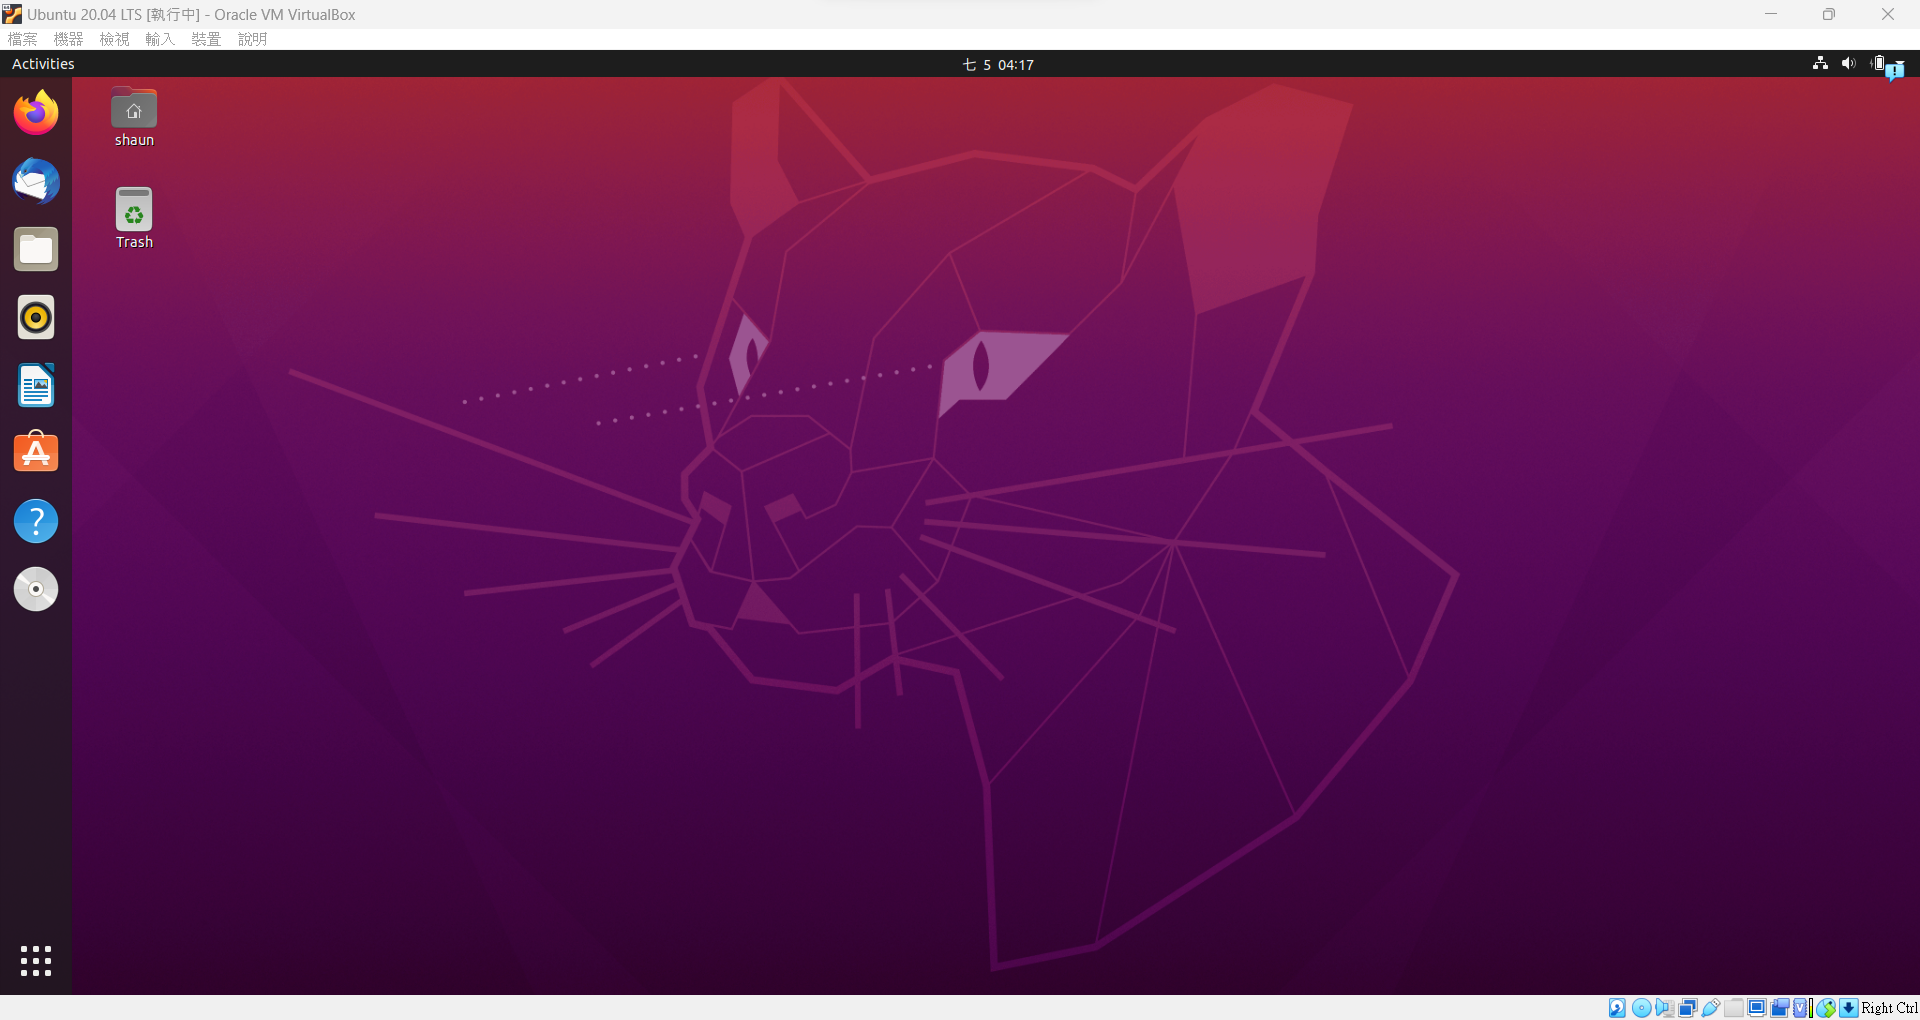 Ubuntu 20.04 LTS [執行中] - Oracle VM VirtualBox
檔案 機器 檢視 輸入 裝置 說明
Activities 七 5 04:17
shaun
Trash
Right Ctrl